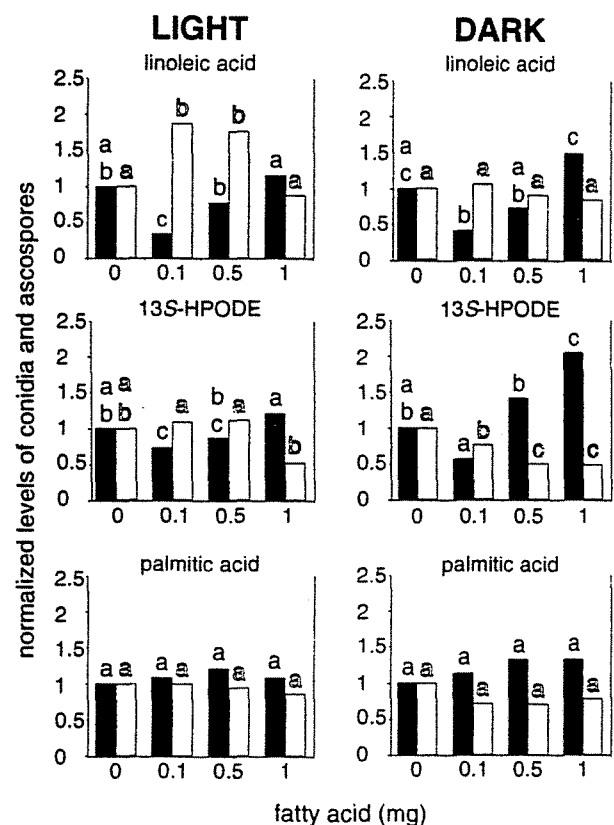 LIGHT DARK
linoleic acid linoleic acid
2.5 2.5
b b
2 2
a a c
1.5 1.5
b a b a c a a b a
1 1
c b a b b a
0.5 0.5
0 0
0 0.1 0.5 1 0 0.1 0.5 1
13S-HPODE 13S-HPODE
2.5 2.5
c
2 2
a a b a a b
1.5 1.5
b b a c b a
1 1
c b a b c c
0.5 0.5
0 0
0 0.1 0.5 1 0 0.1 0.5 1
palmitic acid palmitic acid
2.5 2.5
2 2
a a a a
1.5 1.5
a a a a a a a a
1 1
a a a a
0.5 0.5
0 0
0 0.1 0.5 1 0 0.1 0.5 1
normalized levels of conidia and ascospores
fatty acid (mg)